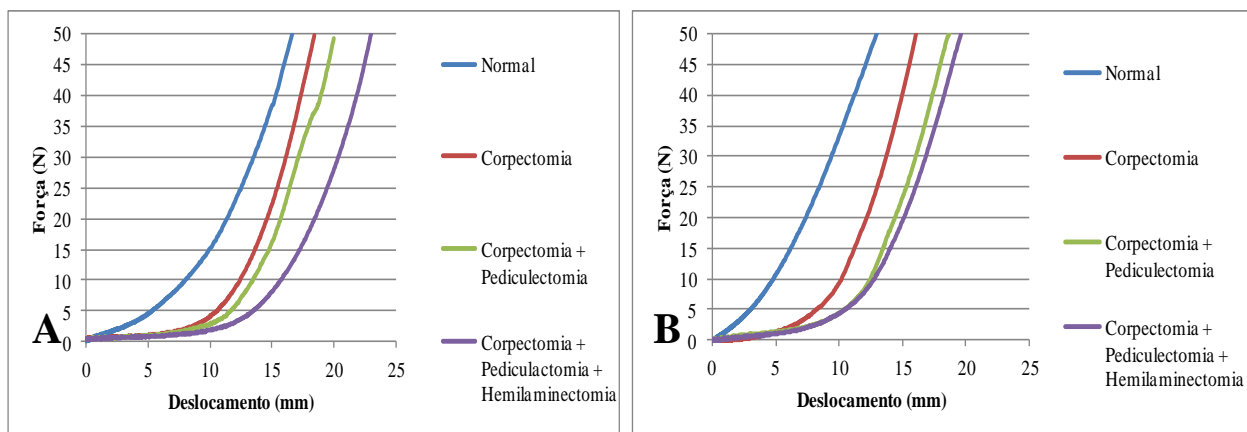 50
45
40
35
30
25
20
15
10
5
0
Força (N)
A
0 5 10 15 20 25
Deslocamento (mm)
Normal
Corpectomia
Corpectomia +
Pediculectomia
Corpectomia +
Pediculactomia +
Hemilaminectomia
50
45
40
35
30
25
20
15
10
5
0
Força (N)
B
0 5 10 15 20 25
Deslocamento (mm)
Normal
Corpectomia
Corpectomia +
Pediculectomia
Corpectomia +
Pediculectomia +
Hemilaminectomia